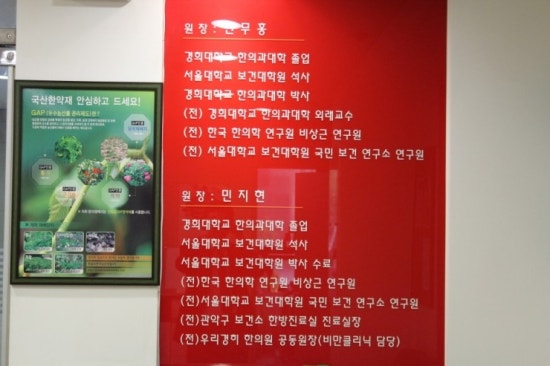 국산한약재 안심하고 드세요!
원장 : 민무홍
경희대학교 한의과대학 졸업
서울대학교 보건대학원 석사
경희대학교 한의과대학 박사
(전) 경희대학교 한의과대학 외래교수
(전) 한국 한의학 연구원 비상근 연구원
(전) 서울대학교 보건대학원 국민 보건 연구소 연구원
원장 : 민지현
경희대학교 한의과대학 졸업
서울대학교 보건대학원 석사
서울대학교 보건대학원 박사 수료
(전)한국 한의학 연구원 비상근 연구원
(전)서울대학교 보건대학원 국민 보건 연구소 연구원
(전)관악구 보건소 한방진료실 진료실장
(전)우리경희 한의원 공동원장(비만클리닉 담당)